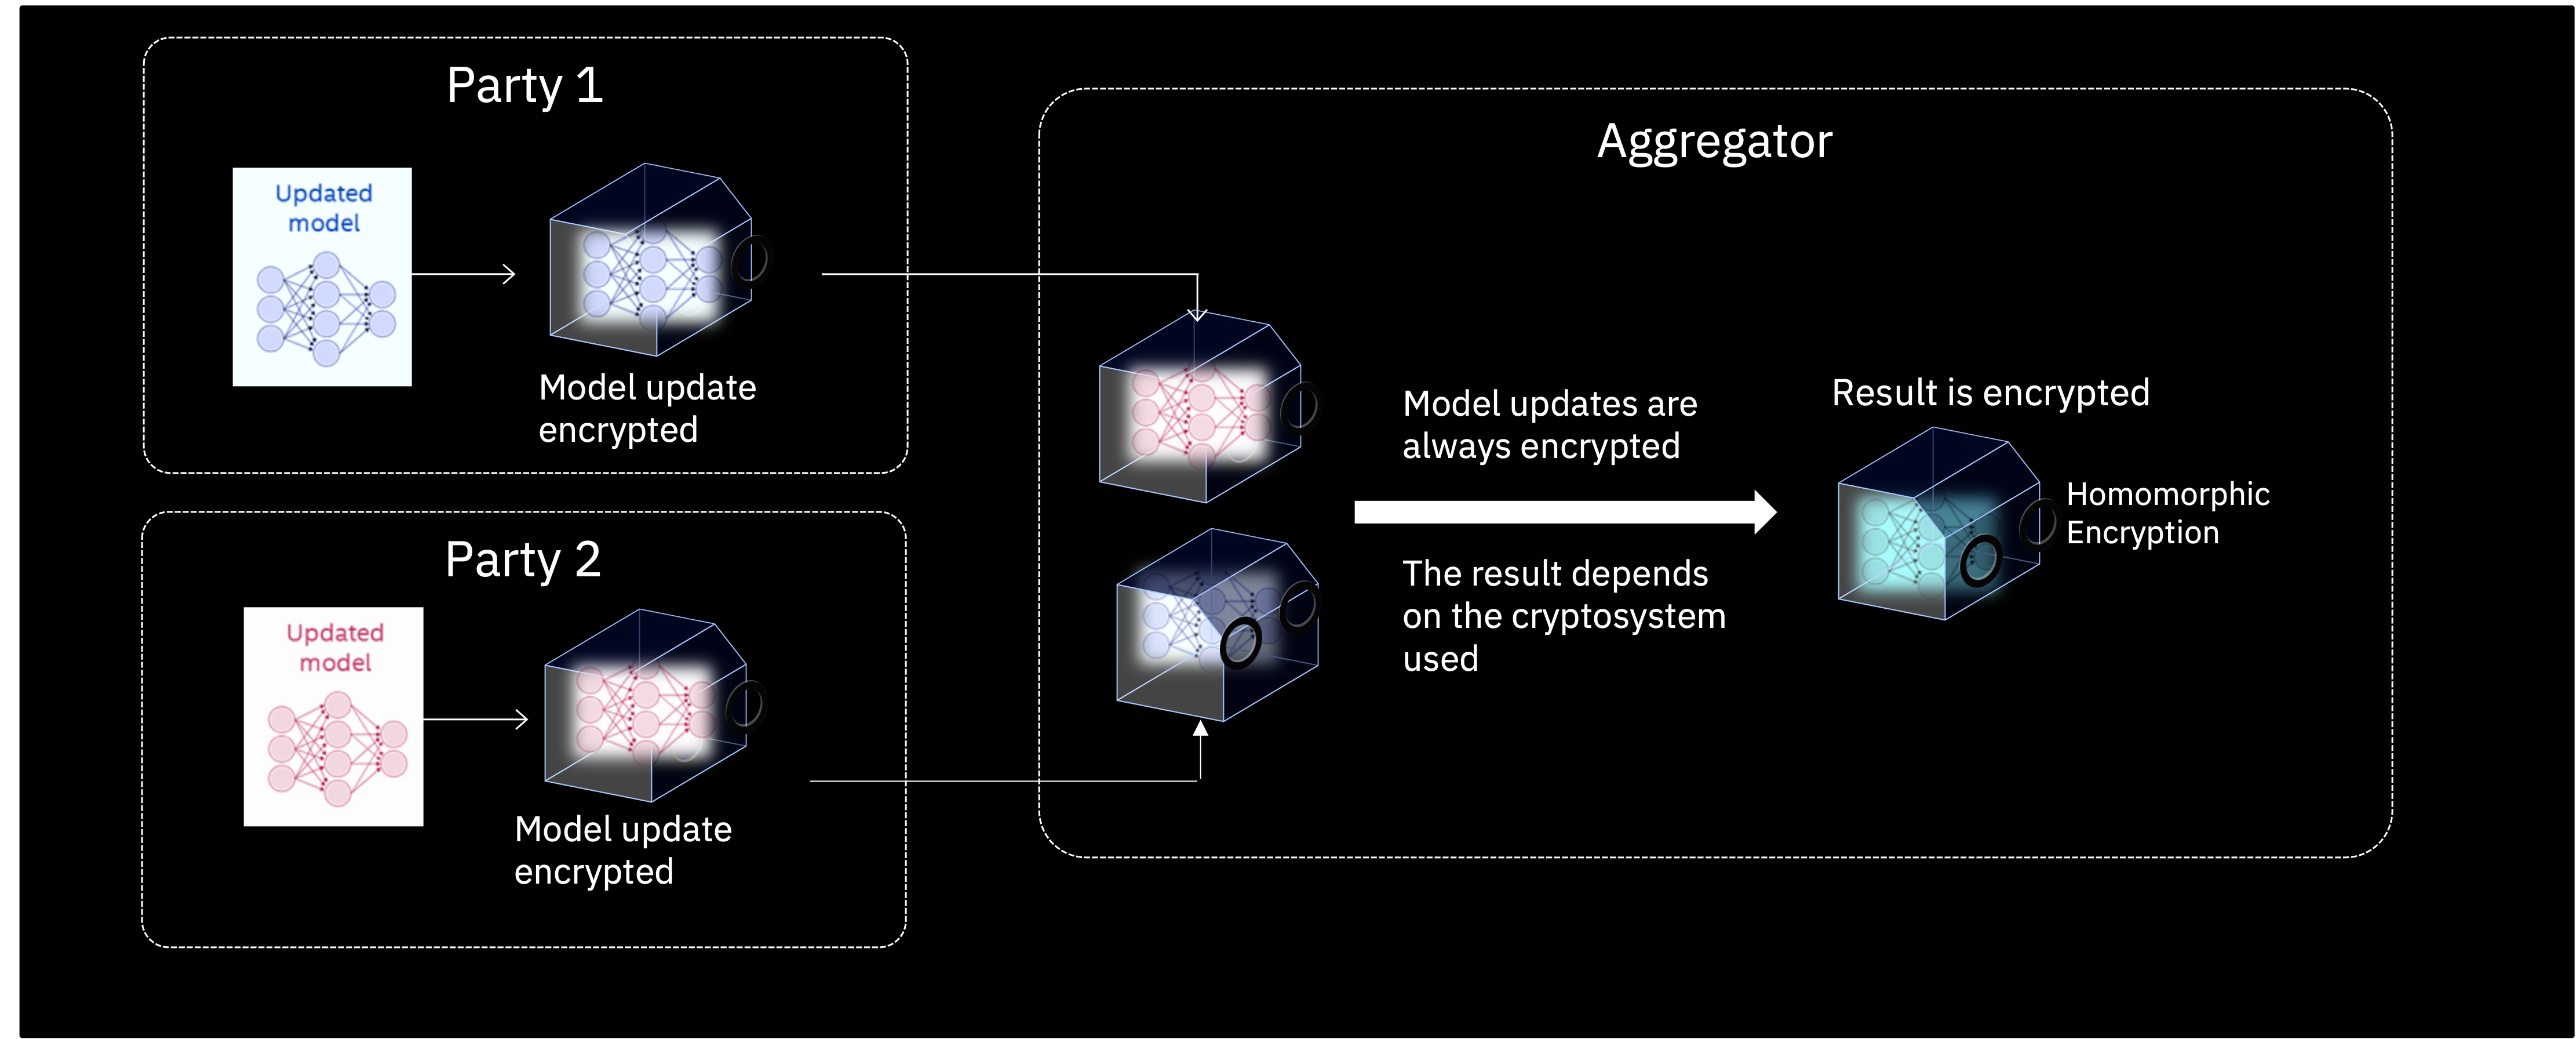 Party 1
Updated
model
Model update
encrypted
Party 2
Updated
model
Model update
encrypted
Aggregator
Model updates are
always encrypted
The result depends
on the cryptosystem
used
Result is encrypted
Homomorphic
Encryption